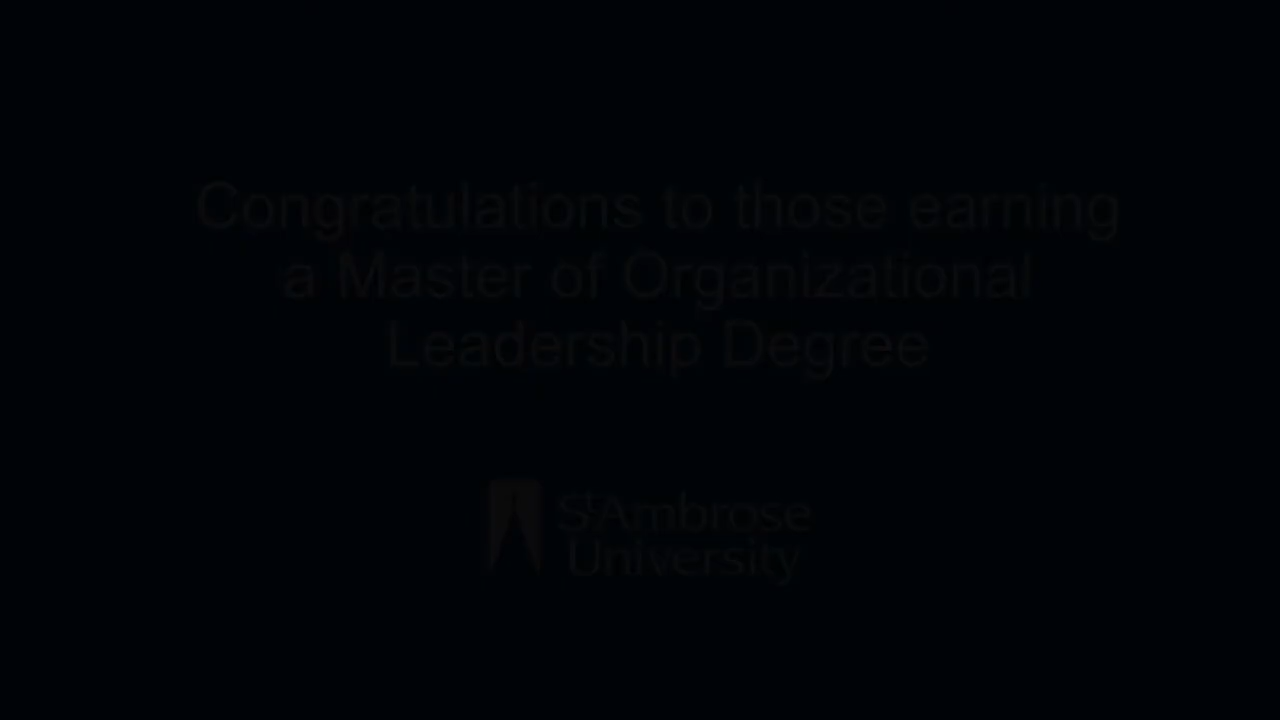 Congratulations to those earning
a Master of Organizational
Leadership Degree
St Ambrose
University